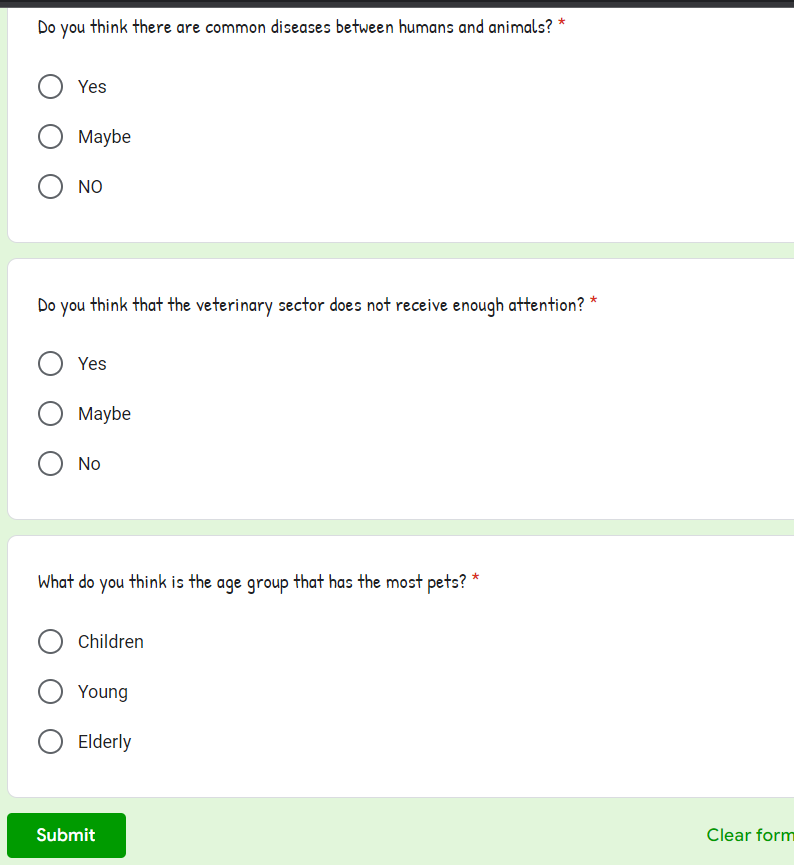 Do you think there are common diseases between humans and animals? *
Yes
Maybe
NO
Do you think that the veterinary sector does not receive enough attention? *
Yes
Maybe
No
What do you think is the age group that has the most pets? *
Children
Young
Elderly
Submit
Clear form